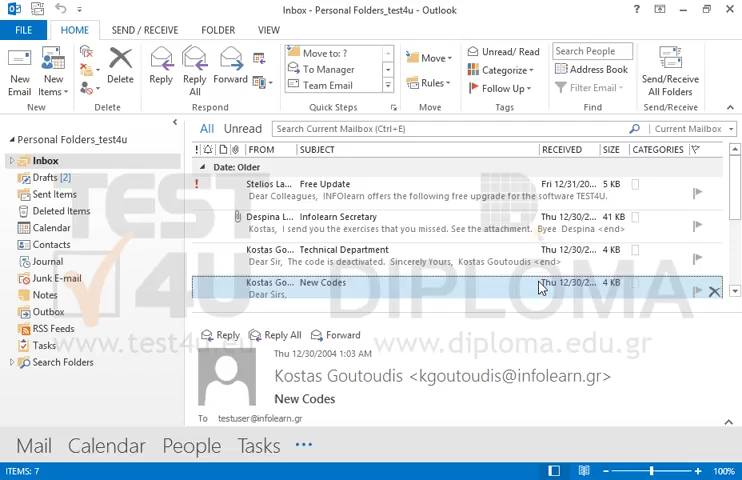 Inbox - Personal Folders_test4u - Outlook
FILE HOME SEND / RECEIVE FOLDER VIEW
New Email
New Items
Delete
Reply
Reply All
Forward
Move to: ?
To Manager
Team Email
Move
Rules
Unread/ Read
Categorize
Follow Up
Search People
Address Book
Filter Email
Send/Receive All Folders
New Delete Respond Quick Steps Move Tags Find Send/Receive
Personal Folders_test4u
Inbox
Drafts [2]
Sent Items
Deleted Items
Calendar
Contacts
Journal
Junk E-mail
Notes
Outbox
RSS Feeds
Tasks
Search Folders
All Unread Search Current Mailbox (Ctrl+E) Current Mailbox
! FROM SUBJECT RECEIVED SIZE CATEGORIES
Date: Older
! Stelios La... Free Update Fri 12/31/20... 5 KB
Dear Colleagues, INFOlearn offers the following free upgrade for the software TEST4U.
Despina L... Infolearn Secretary Thu 12/30/2... 41 KB
Kostas, I send you the exercises that you missed. See the attachment. Byee Despina <end>
Kostas Go... Technical Department Thu 12/30/2... 4 KB
Dear Sir, The code is deactivated. Sincerely Yours, Kostas Goutoudis <end>
Kostas Go... New Codes Thu 12/30/2... 4 KB
Dear Sirs,
Reply Reply All Forward
Thu 12/30/2004 1:03 AM
Kostas Goutoudis <kgoutoudis@infolearn.gr>
New Codes
To testuser@infolearn.gr
Mail Calendar People Tasks
ITEMS: 7 100%
TEST 4U DIPLOMA
www.test4u.eu www.diploma.edu.gr